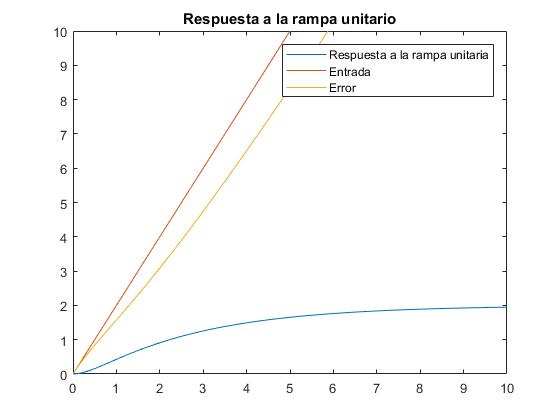 Respuesta a la rampa unitario
10
9
8
7
6
5
4
3
2
1
0
Respuesta a la rampa unitaria
Entrada
Error
0 1 2 3 4 5 6 7 8 9 10